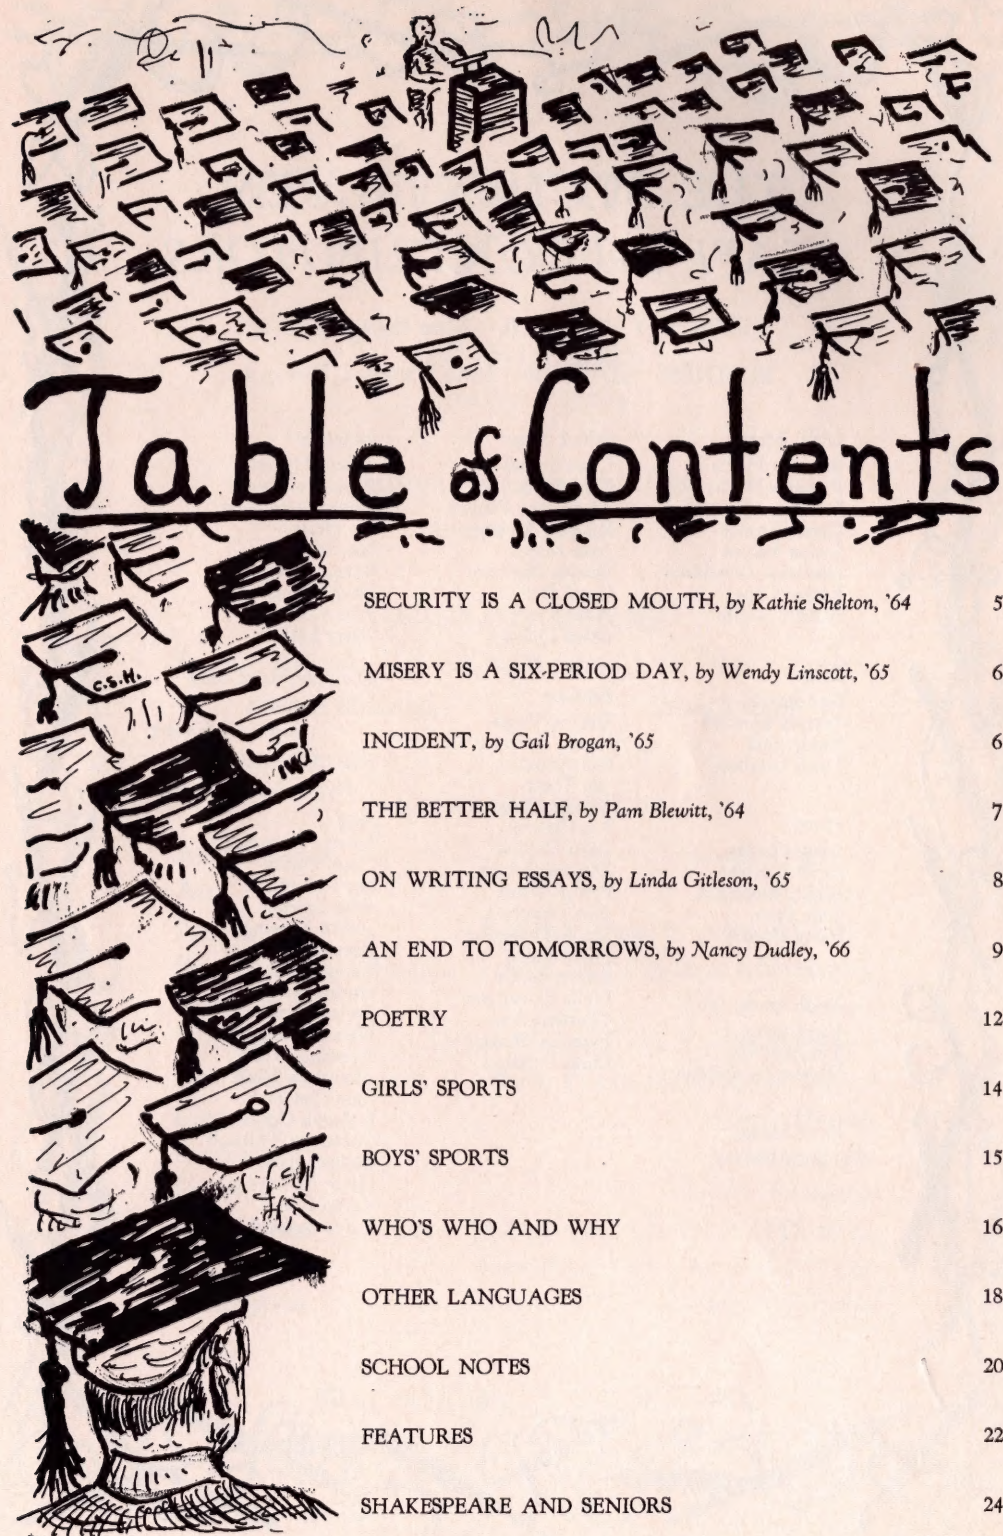 Table of Contents
SECURITY IS A CLOSED MOUTH, by Kathie Shelton, '64 5
C.S.H.
MISERY IS A SIX-PERIOD DAY, by Wendy Linscott, '65 6
INCIDENT, by Gail Brogan, '65 6
THE BETTER HALF, by Pam Blewitt, '64 7
ON WRITING ESSAYS, by Linda Gitleson, '65 8
AN END TO TOMORROWS, by Nancy Dudley, '66 9
POETRY 12
GIRLS' SPORTS 14
BOYS' SPORTS 15
WHO'S WHO AND WHY 16
OTHER LANGUAGES 18
SCHOOL NOTES 20
FEATURES 22
SHAKESPEARE AND SENIORS 24